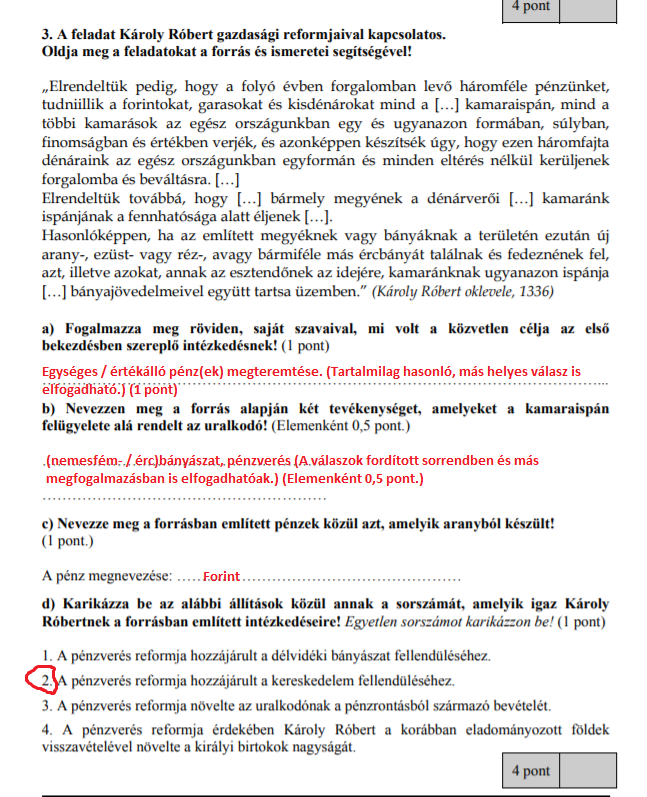 4 pont
3. A feladat Károly Róbert gazdasági reformjaival kapcsolatos.
Oldja meg a feladatokat a forrás és ismeretei segítségével!
„Elrendeltük pedig, hogy a folyó évben forgalomban levő háromféle pénzünket,
tudniillik a forintokat, garasokat és kisdénárokat mind a […] kamaraispán, mind a
többi kamarások az egész országunkban egy és ugyanazon formában, súlyban,
finomságban és értékben verjék, és azonképpen készítsék úgy, hogy ezen háromfajta
dénáraink az egész országunkban egyformán és minden eltérés nélkül kerüljenek
forgalomba és beváltásra. […]
Elrendeltük továbbá, hogy […] bármely megyének a dénárverői […] kamaránk
ispánjának a fennhatósága alatt éljenek […].
Hasonlóképpen, ha az említett megyéknek vagy bányáknak a területén ezután új
arany-, ezüst- vagy réz-, avagy bármiféle más ércbányát találnak és fedeznének fel,
azt, illetve azokat, annak az esztendőnek az idejére, kamaránknak ugyanazon ispánja
[…] bányajövedelmeivel együtt tartsa üzemben.” (Károly Róbert oklevele, 1336)
a) Fogalmazza meg röviden, saját szavaival, mi volt a közvetlen célja az első
bekezdésben szereplő intézkedésnek! (1 pont)
Egységes / értékálló pénz(ek) megteremtése. (Tartalmilag hasonló, más helyes válasz is
elfogadható.) (1 pont)
b) Nevezzen meg a forrás alapján két tevékenységet, amelyeket a kamaraispán
felügyelete alá rendelt az uralkodó! (Elemenként 0,5 pont.)
(nemesfém- / érc)bányászat, pénzverés (A válaszok fordított sorrendben és más
megfogalmazásban is elfogadhatóak.) (Elemenként 0,5 pont.)
c) Nevezze meg a forrásban említett pénzek közül azt, amelyik aranyból készült!
(1 pont.)
A pénz megnevezése: ..... Forint ............................................
d) Karikázza be az alábbi állítások közül annak a sorszámát, amelyik igaz Károly
Róbertnek a forrásban említett intézkedéseire! Egyetlen sorszámot karikázzon be! (1 pont)
1. A pénzverés reformja hozzájárult a délvidéki bányászat fellendüléséhez.
2. A pénzverés reformja hozzájárult a kereskedelem fellendüléséhez.
3. A pénzverés reformja növelte az uralkodónak a pénzrontásból származó bevételét.
4. A pénzverés reformja érdekében Károly Róbert a korábban eladományozott földek
visszavételével növelte a királyi birtokok nagyságát.
4 pont